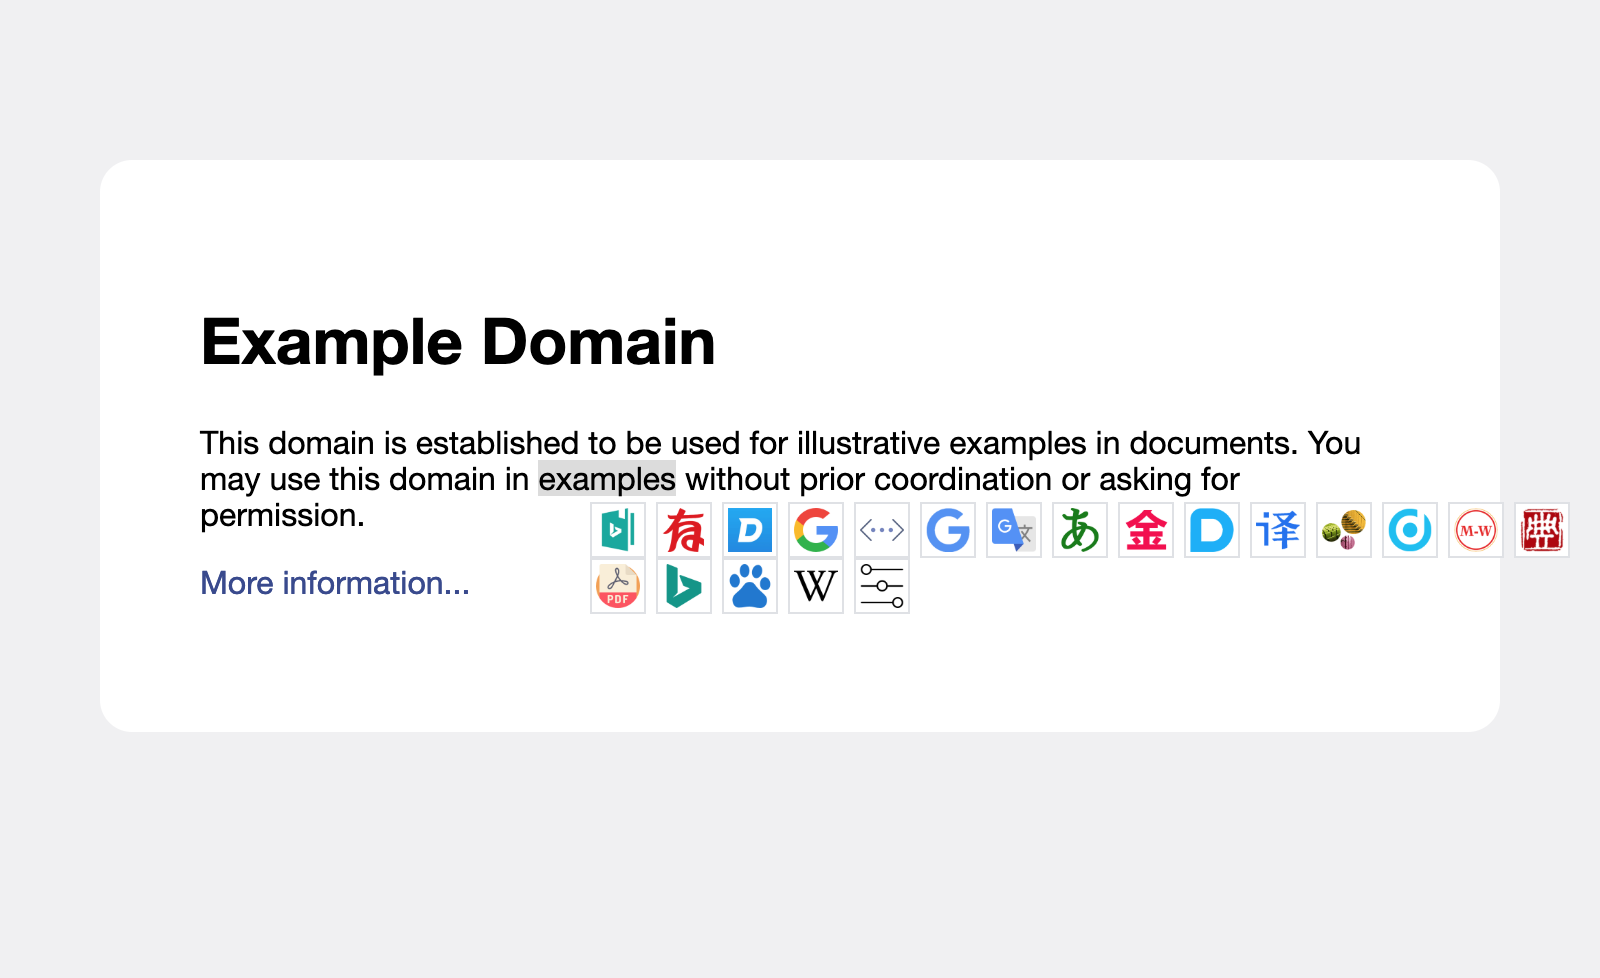 Example Domain
This domain is established to be used for illustrative examples in documents. You
may use this domain in examples without prior coordination or asking for
permission.
有 D G <···> G G 文 あ 金 D 译 d M-W 典
More information...
PDF b W